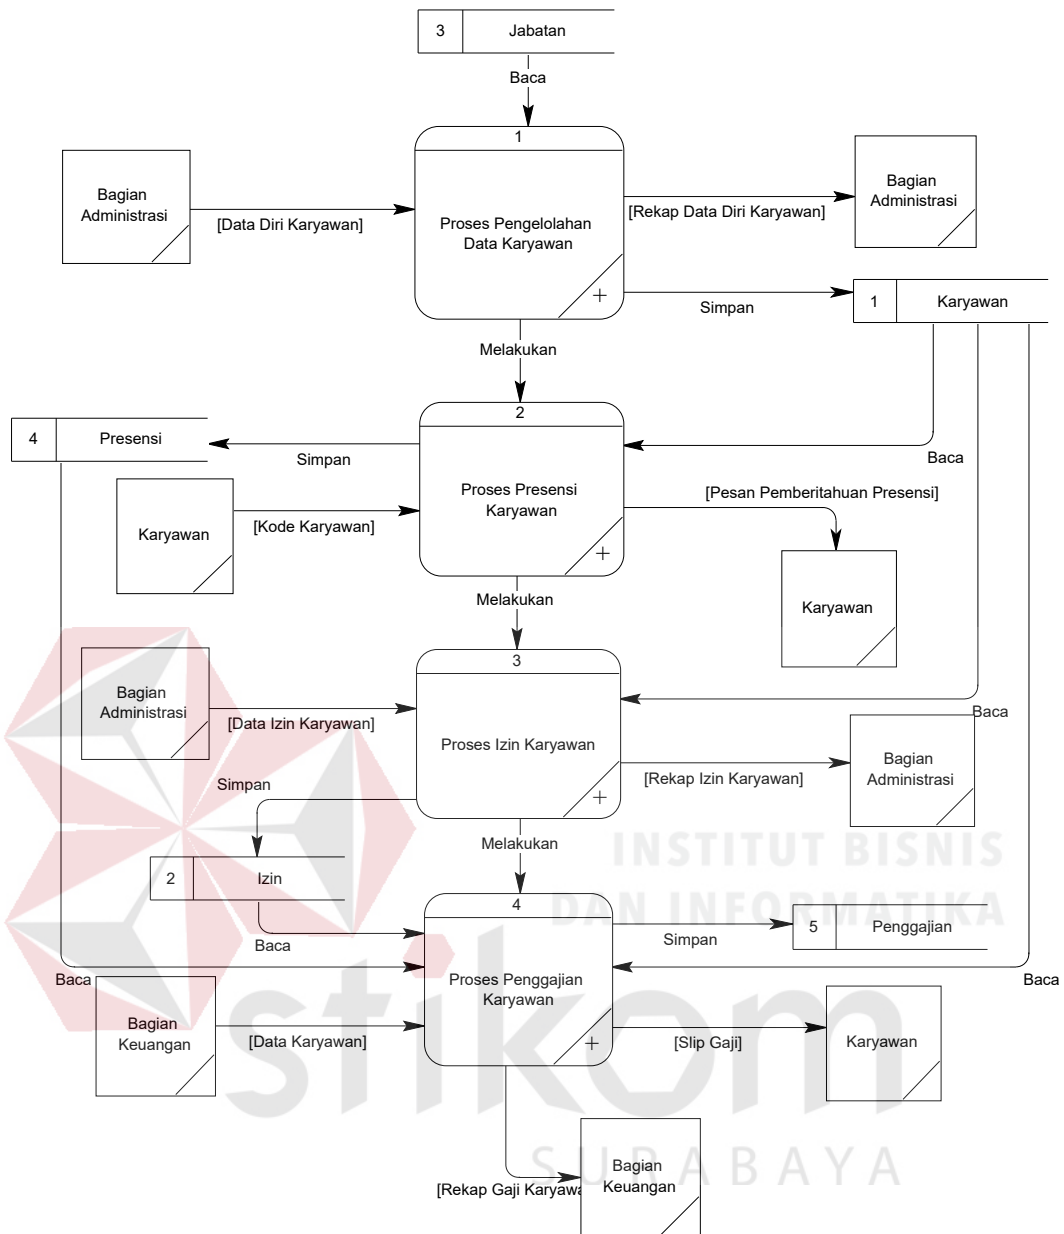 3
Jabatan
Baca
1
Bagian
Administrasi
[Data Diri Karyawan]
Proses Pengelolahan
Data Karyawan
+
[Rekap Data Diri Karyawan]
Bagian
Administrasi
Simpan
1
Karyawan
Melakukan
2
4
Presensi
Simpan
Baca
Karyawan
[Kode Karyawan]
Proses Presensi
Karyawan
+
[Pesan Pemberitahuan Presensi]
Karyawan
Melakukan
3
Bagian
Administrasi
[Data Izin Karyawan]
Proses Izin Karyawan
+
Baca
[Rekap Izin Karyawan]
Bagian
Administrasi
Simpan
Melakukan
2
Izin
Baca
4
Simpan
5
Penggajian
Baca
Proses Penggajian
Karyawan
+
Baca
Bagian
Keuangan
[Data Karyawan]
[Slip Gaji]
Karyawan
[Rekap Gaji Karyawa
Bagian
Keuangan
INSTITUT BISNIS
DAN INFORMATIKA
stikom
SURABAYA